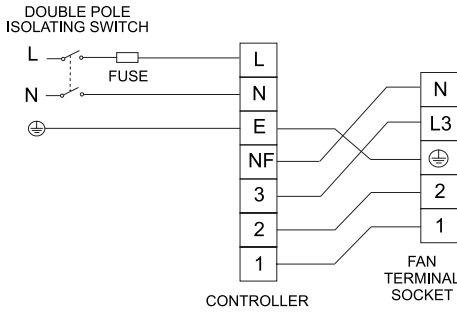 DOUBLE POLE
ISOLATING SWITCH
L
FUSE
N
L
N
E
NF
3
2
1
CONTROLLER
N
L3
2
1
FAN
TERMINAL
SOCKET